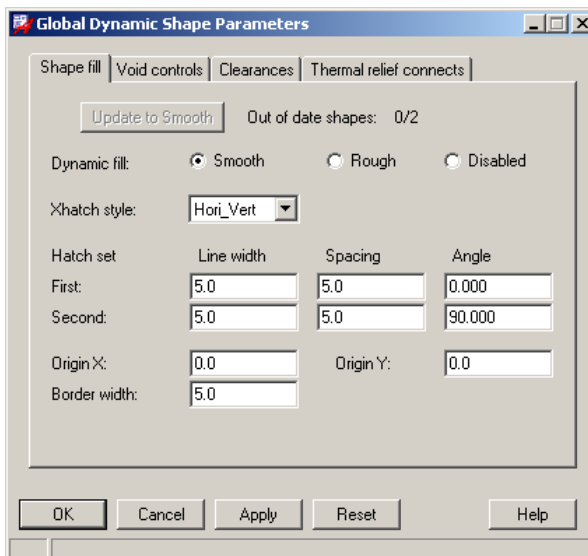 Global Dynamic Shape Parameters
Shape fill Void controls Clearances Thermal relief connects
Update to Smooth Out of date shapes: 0/2
Dynamic fill: Smooth Rough Disabled
Xhatch style: Hori_Vert
Hatch set Line width Spacing Angle
First: 5.0 5.0 0.000
Second: 5.0 5.0 90.000
Origin X: 0.0 Origin Y: 0.0
Border width: 5.0
OK Cancel Apply Reset Help